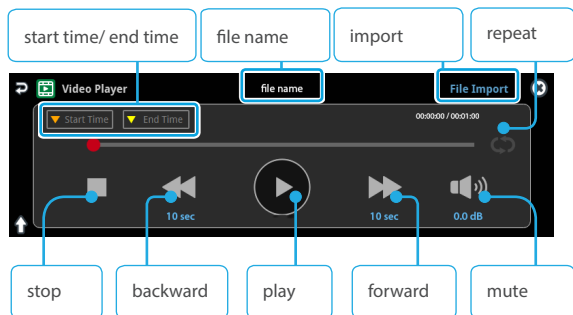 start time/ end time
file name
import
repeat
Video Player
file name
File Import
Start Time
End Time
00:00:00 / 00:01:00
10 sec
10 sec
0.0 dB
stop
backward
play
forward
mute